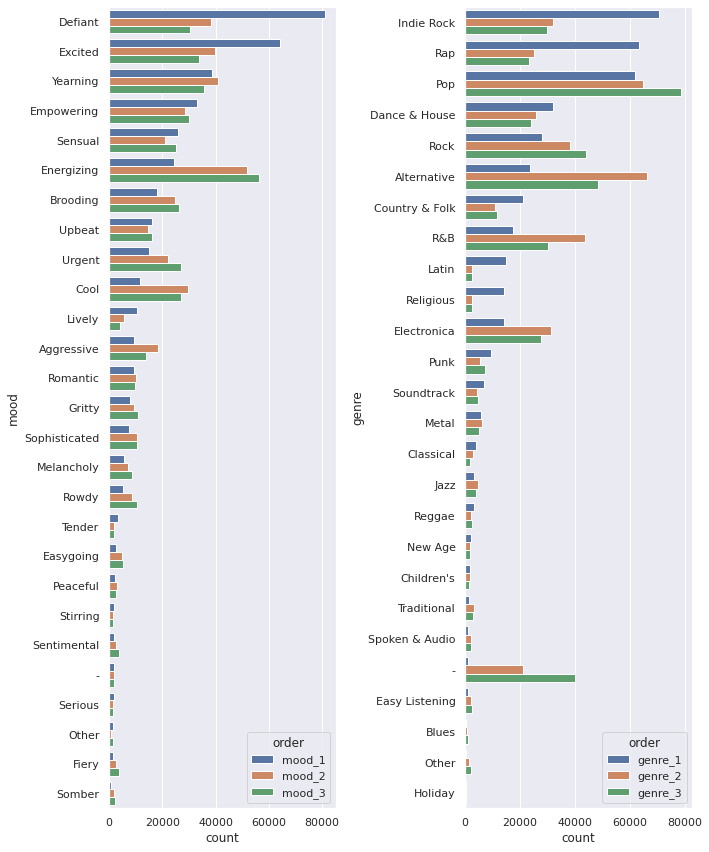 mood
Defiant
Excited
Yearning
Empowering
Sensual
Energizing
Brooding
Upbeat
Urgent
Cool
Lively
Aggressive
Romantic
Gritty
Sophisticated
Melancholy
Rowdy
Tender
Easygoing
Peaceful
Stirring
Sentimental
-
Serious
Other
Fiery
Somber
0 20000 40000 60000 80000
count
order
mood_1
mood_2
mood_3
genre
Indie Rock
Rap
Pop
Dance & House
Rock
Alternative
Country & Folk
R&B
Latin
Religious
Electronica
Punk
Soundtrack
Metal
Classical
Jazz
Reggae
New Age
Children's
Traditional
Spoken & Audio
-
Easy Listening
Blues
Other
Holiday
0 20000 40000 60000 80000
count
order
genre_1
genre_2
genre_3